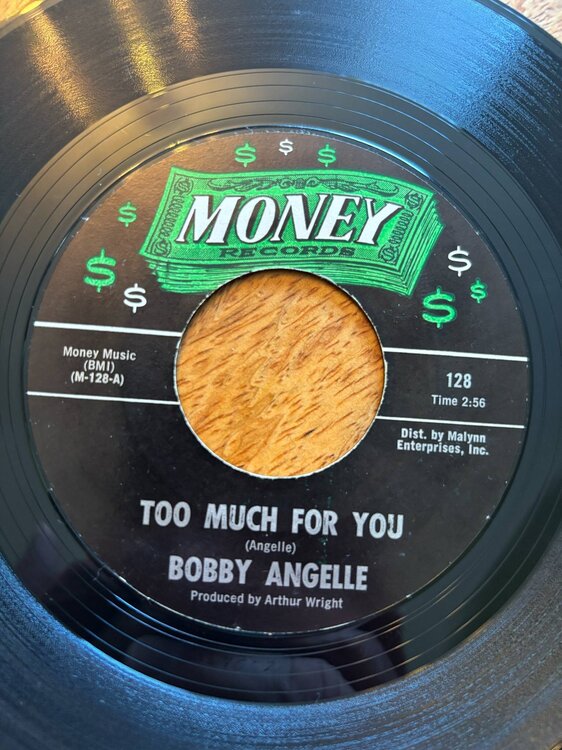 $ $ $
$
MONEY
RECORDS
$ $
$ $ $
Money Music
(BMI)
(M-128-A)
128
Time 2:56
Dist. by Malynn
Enterprises, Inc.
TOO MUCH FOR YOU
(Angelle)
BOBBY ANGELLE
Produced by Arthur Wright